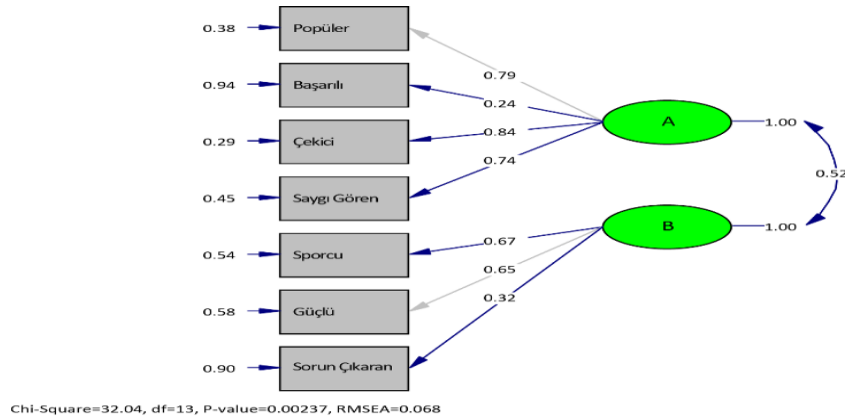 0.38 Popüler
0.79
0.94 Başarılı
0.24
A 1.00
0.29 Çekici
0.84
0.74
0.52
0.45 Saygı Gören
B 1.00
0.54 Sporcu
0.67
0.65
0.58 Güçlü
0.32
0.90 Sorun Çıkaran
Chi-Square=32.04, df=13, P-value=0.00237, RMSEA=0.068